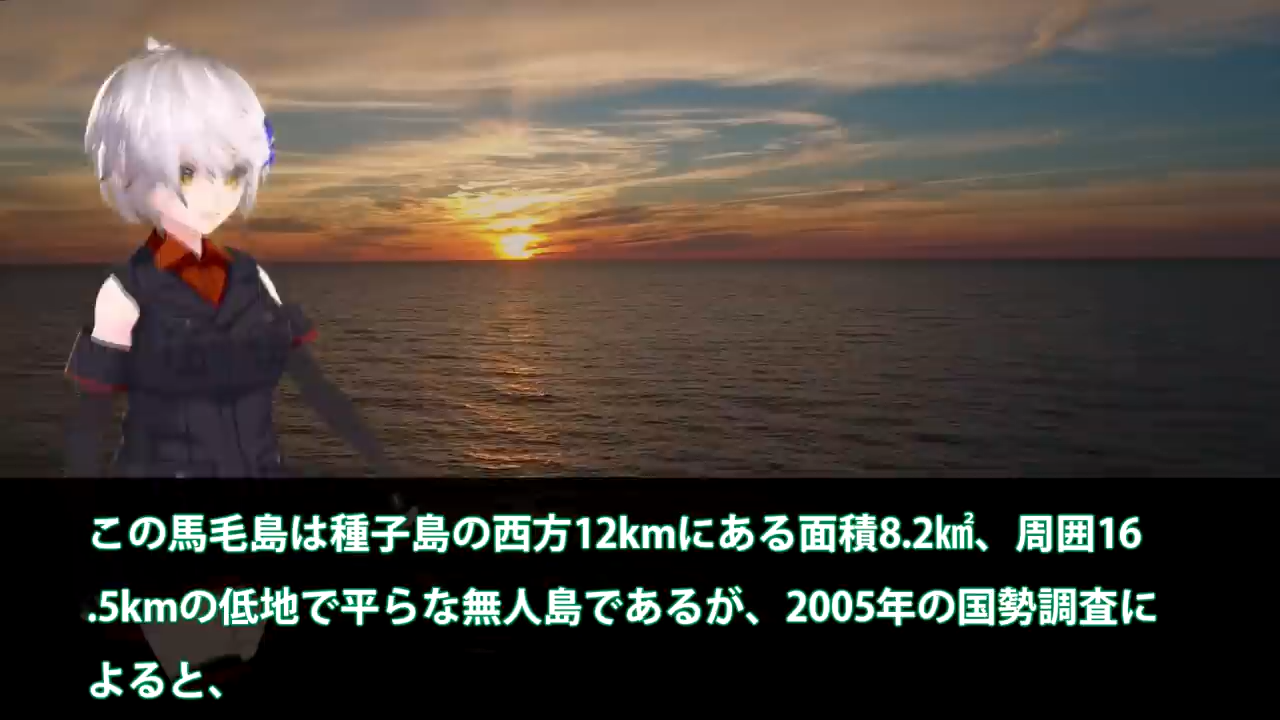 この馬毛島は種子島の西方12kmにある面積8.2㎢、周囲16
.5kmの低地で平らな無人島であるが、2005年の国勢調査に
よると、